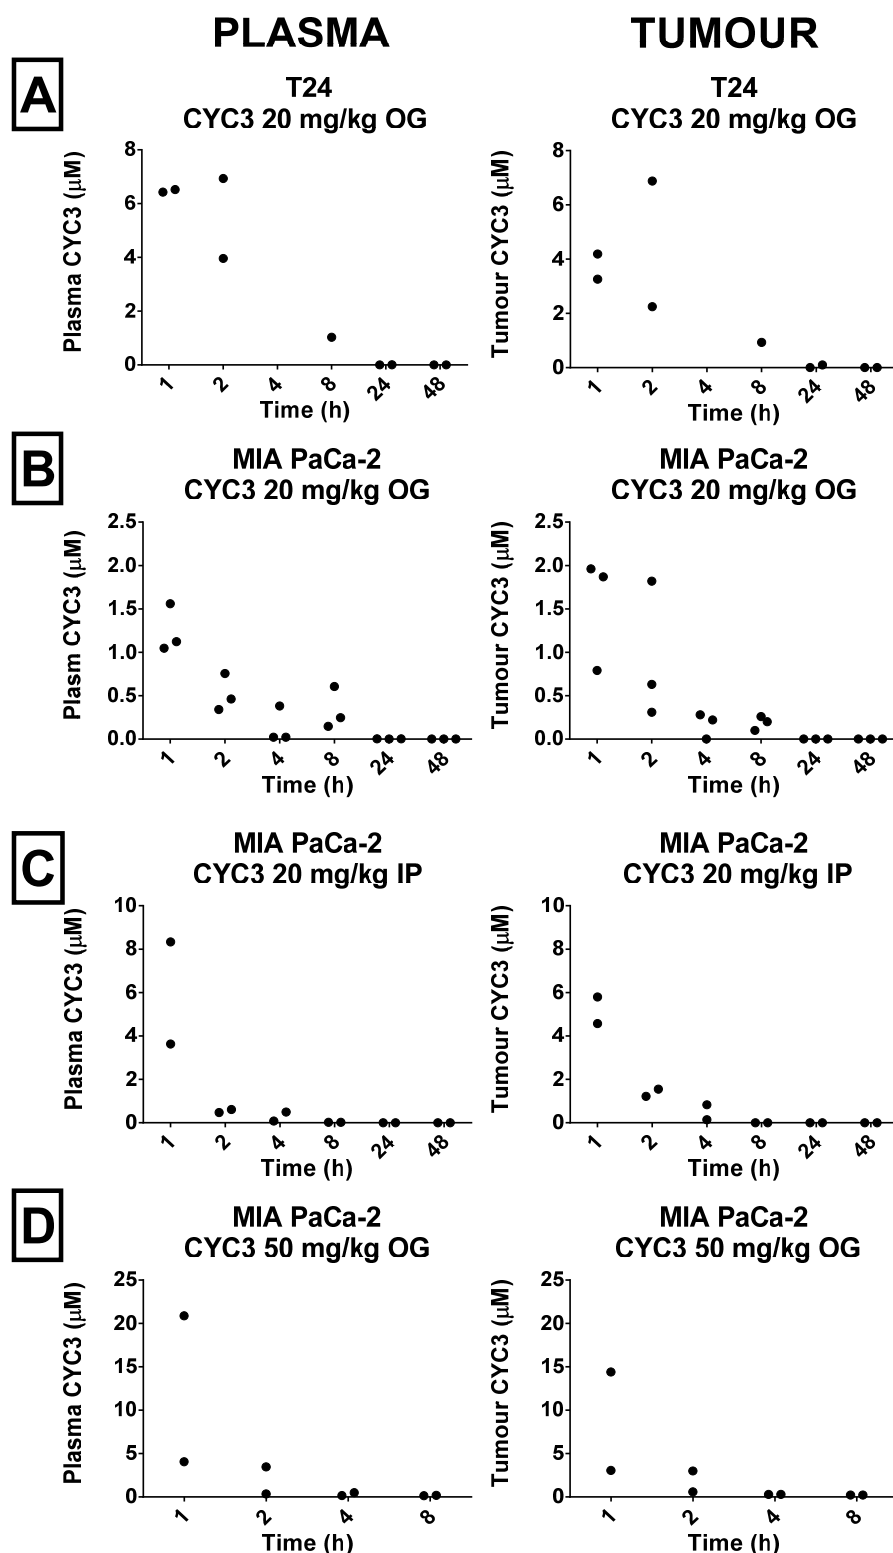 PLASMA TUMOUR
A
T24 T24
CYC3 20 mg/kg OG CYC3 20 mg/kg OG
Plasma CYC3 (μM) Tumour CYC3 (μM)
8 8
6 6
4 4
2 2
0 0
1 2 4 8 24 48 1 2 4 8 24 48
Time (h) Time (h)
B
MIA PaCa-2 MIA PaCa-2
CYC3 20 mg/kg OG CYC3 20 mg/kg OG
Plasm CYC3 (μM) Tumour CYC3 (μM)
2.5 2.5
2.0 2.0
1.5 1.5
1.0 1.0
0.5 0.5
0.0 0.0
1 2 4 8 24 48 1 2 4 8 24 48
Time (h) Time (h)
C
MIA PaCa-2 MIA PaCa-2
CYC3 20 mg/kg IP CYC3 20 mg/kg IP
Plasma CYC3 (μM) Tumour CYC3 (μM)
10 10
8 8
6 6
4 4
2 2
0 0
1 2 4 8 24 48 1 2 4 8 24 48
Time (h) Time (h)
D
MIA PaCa-2 MIA PaCa-2
CYC3 50 mg/kg OG CYC3 50 mg/kg OG
Plasma CYC3 (μM) Tumour CYC3 (μM)
25 25
20 20
15 15
10 10
5 5
0 0
1 2 4 8 1 2 4 8
Time (h) Time (h)